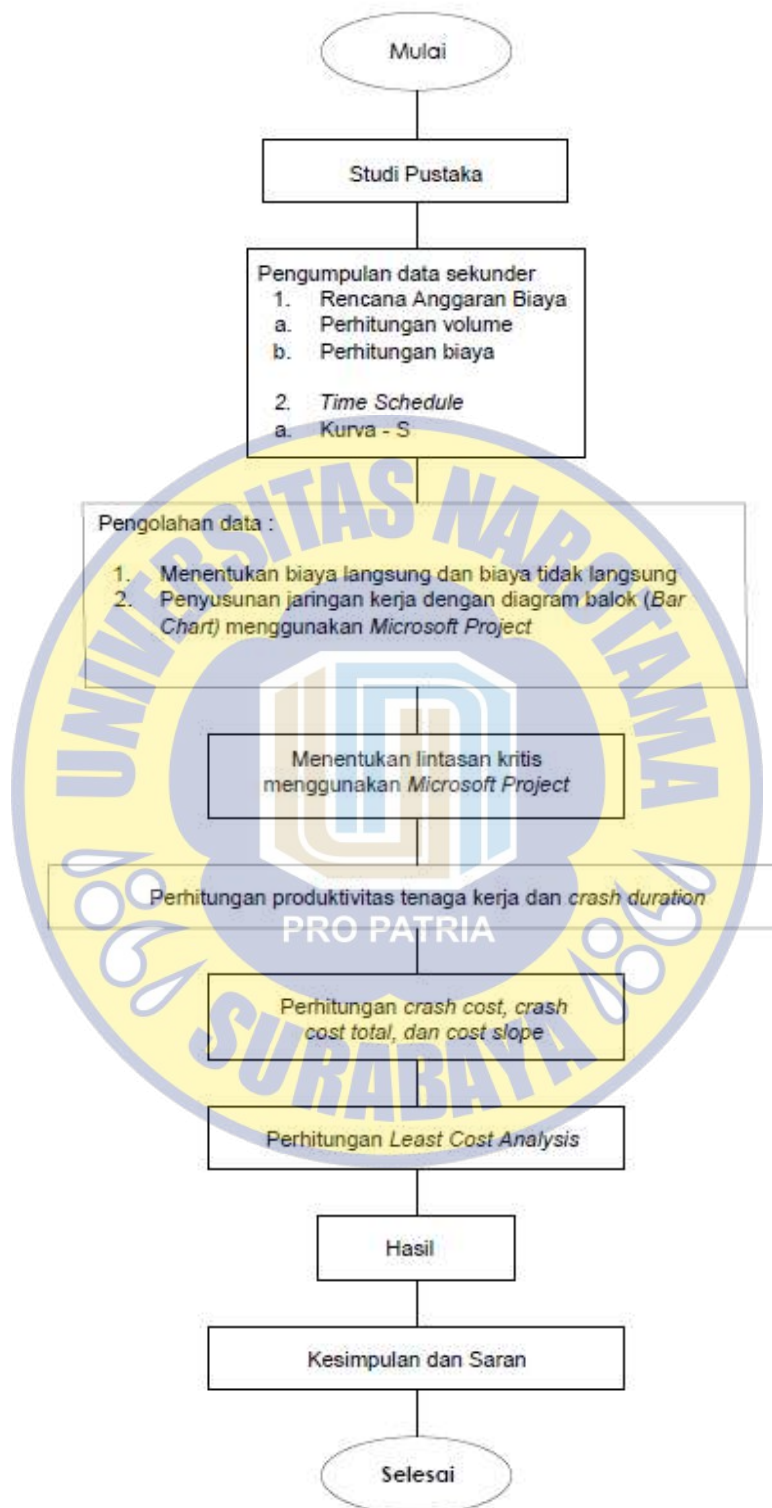 Mulai
Studi Pustaka
Pengumpulan data sekunder
1. Rencana Anggaran Biaya
a. Perhitungan volume
b. Perhitungan biaya
2. Time Schedule
a. Kurva - S
UNIVERSITAS NAROTAMA
Pengolahan data :
1. Menentukan biaya langsung dan biaya tidak langsung
2. Penyusunan jaringan kerja dengan diagram balok (Bar
Chart) menggunakan Microsoft Project
Menentukan lintasan kritis
menggunakan Microsoft Project
Perhitungan produktivitas tenaga kerja dan crash duration
PRO PATRIA
Perhitungan crash cost, crash
cost total, dan cost slope
SURABAYA
Perhitungan Least Cost Analysis
Hasil
Kesimpulan dan Saran
Selesai